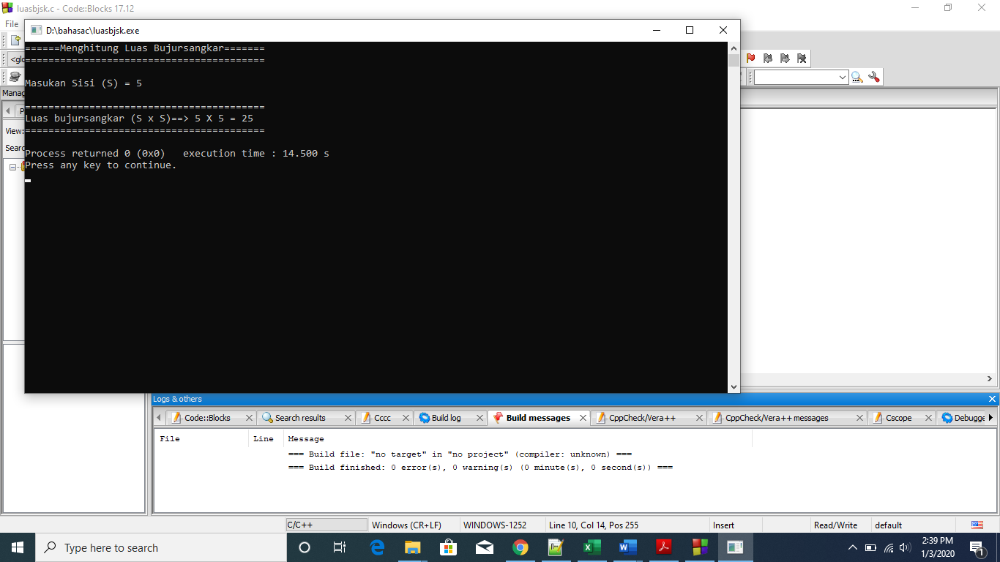 luasbjsk.c - Code::Blocks 17.12
File
D:\bahasac\luasbjsk.exe
======Menghitung Luas Bujursangkar=======
=========================================
Masukan Sisi (S) = 5
=========================================
Luas bujursangkar (S x S)==> 5 X 5 = 25
=========================================
Process returned 0 (0x0)   execution time : 14.500 s
Press any key to continue.
View:
Logs & others
Code::Blocks Search results Cccc Build log Build messages CppCheck/Vera++ CppCheck/Vera++ messages Cscope Debugge
File Line Message
=== Build file: "no target" in "no project" (compiler: unknown) ===
=== Build finished: 0 error(s), 0 warning(s) (0 minute(s), 0 second(s)) ===
C/C++ Windows (CR+LF) WINDOWS-1252 Line 10, Col 14, Pos 255 Insert Read/Write default
Type here to search
2:39 PM
1/3/2020
1